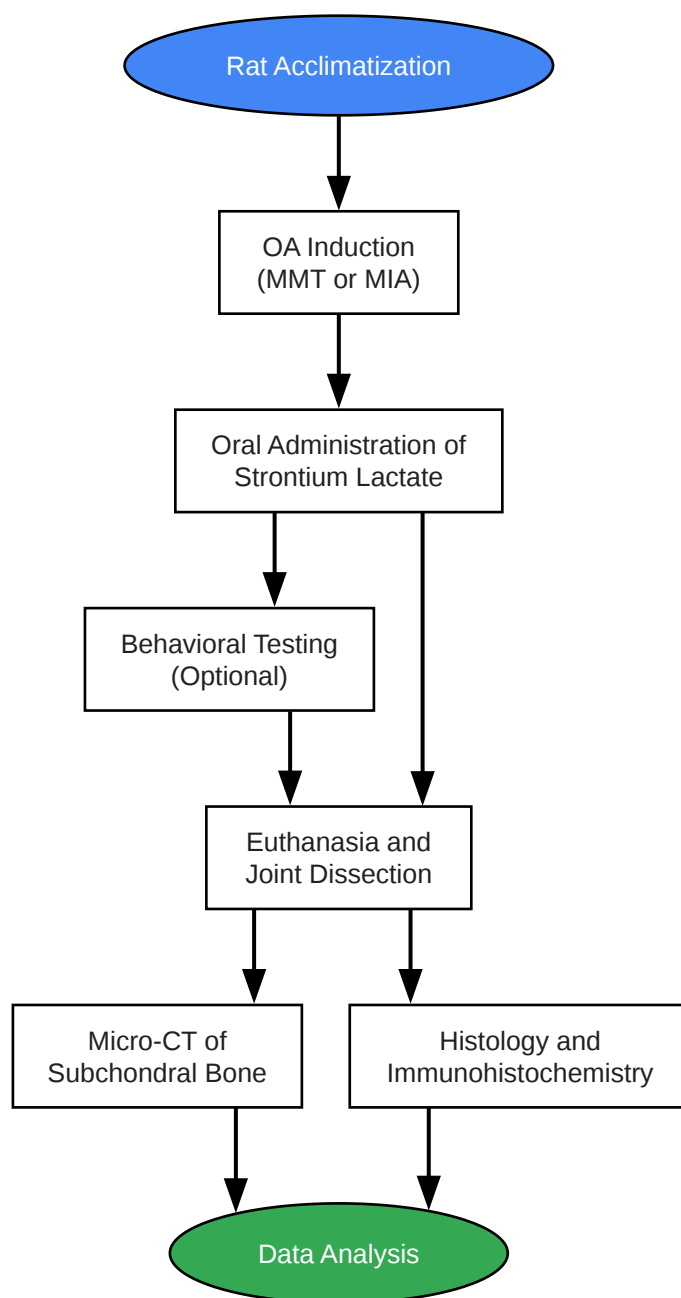 Rat Acclimatization
OA Induction
(MMT or MIA)
Oral Administration of
Strontium Lactate
Behavioral Testing
(Optional)
Euthanasia and
Joint Dissection
Micro-CT of
Subchondral Bone
Histology and
Immunohistochemistry
Data Analysis